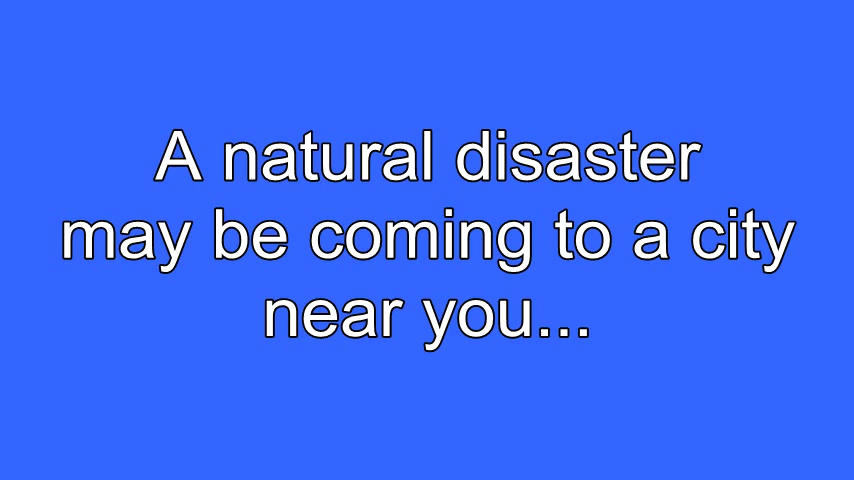 A natural disaster
may be coming to a city
near you...